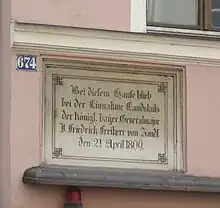 674
Bei diesem Hause blieb
bei der Einnahme Landshuts
der königl. bayer. Generalmajor
J. Friedrich Freiherr von Zandt
den 21. April 1809.